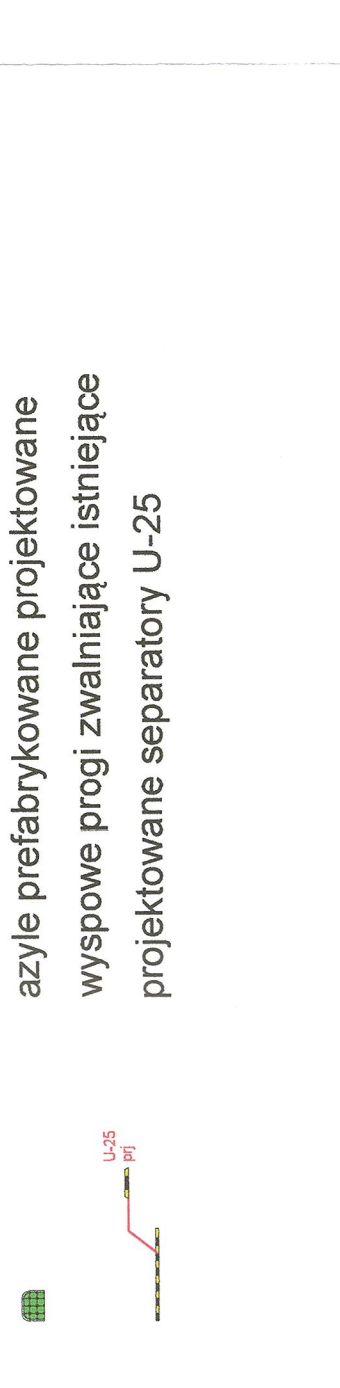 azyle prefabrykowane projektowane
wyspowe progi zwalniające istniejące
U-25
prj
projektowane separatory U-25